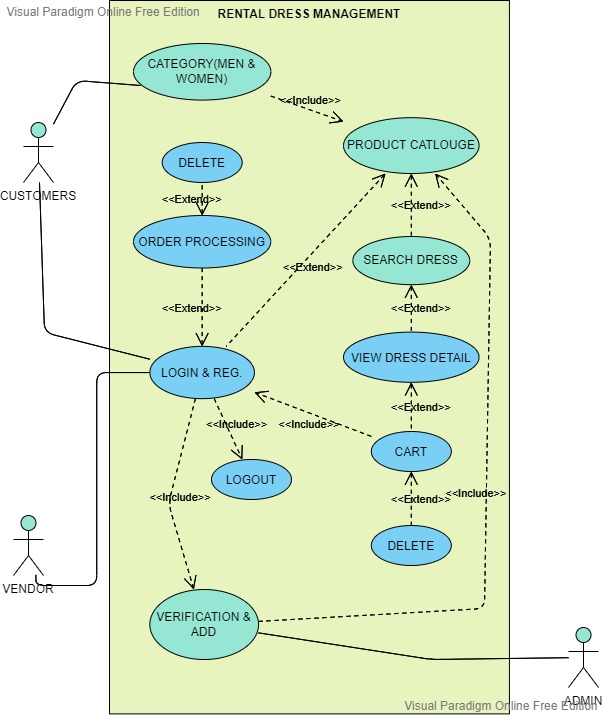 Visual Paradigm Online Free Edition
RENTAL DRESS MANAGEMENT
CATEGORY(MEN &
WOMEN)
<<Include>>
PRODUCT CATLOUGE
CUSTOMERS
DELETE
<<Extend>>
<<Extend>>
ORDER PROCESSING
SEARCH DRESS
<<Extend>>
<<Extend>>
<<Extend>>
VIEW DRESS DETAIL
LOGIN & REG.
<<Extend>>
<<Include>>
<<Include>>
CART
LOGOUT
<<Include>>
<<Extend>>
<<Include>>
DELETE
VENDOR
VERIFICATION &
ADD
ADMIN
Visual Paradigm Online Free Edition